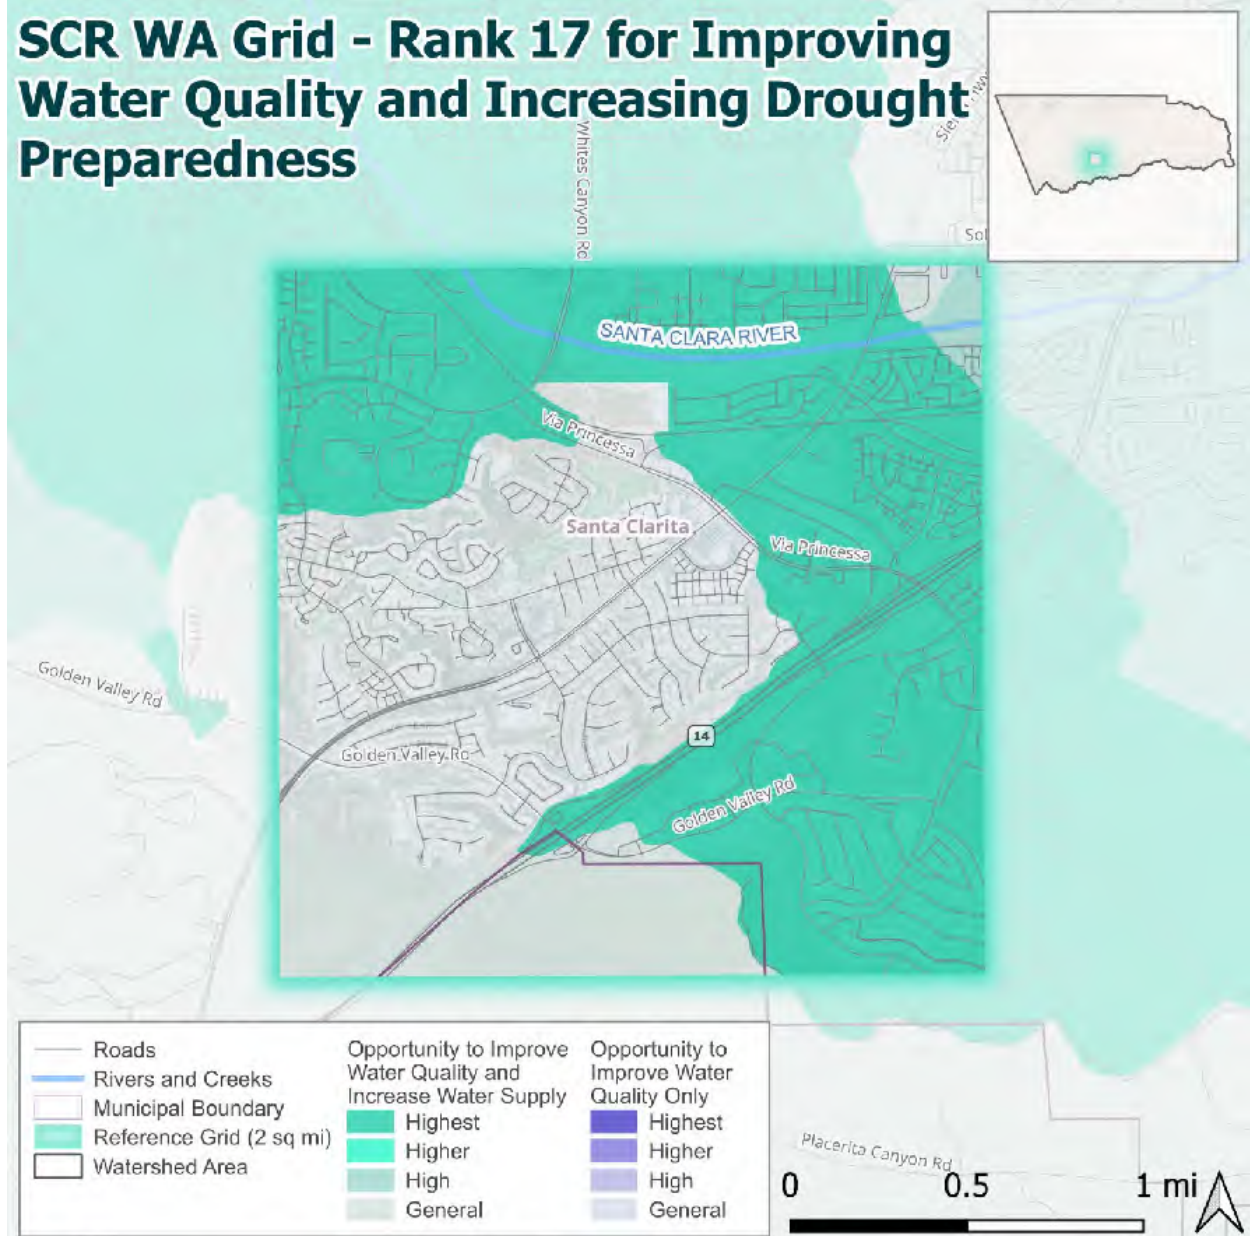 SCR WA Grid - Rank 17 for Improving
Water Quality and Increasing Drought
Preparedness
Whites Canyon Rd
Sol
SANTA CLARA RIVER
Via Princessa
Santa Clarita
Via Princessa
Golden Valley Rd
14
Golden Valley Rd
Golden Valley Rd
Roads
Rivers and Creeks
Municipal Boundary
Reference Grid (2 sq mi)
Watershed Area
Opportunity to Improve
Water Quality and
Increase Water Supply
Highest
Higher
High
General
Opportunity to
Improve Water
Quality Only
Highest
Higher
High
General
Placerita Canyon Rd
0 0.5 1 mi